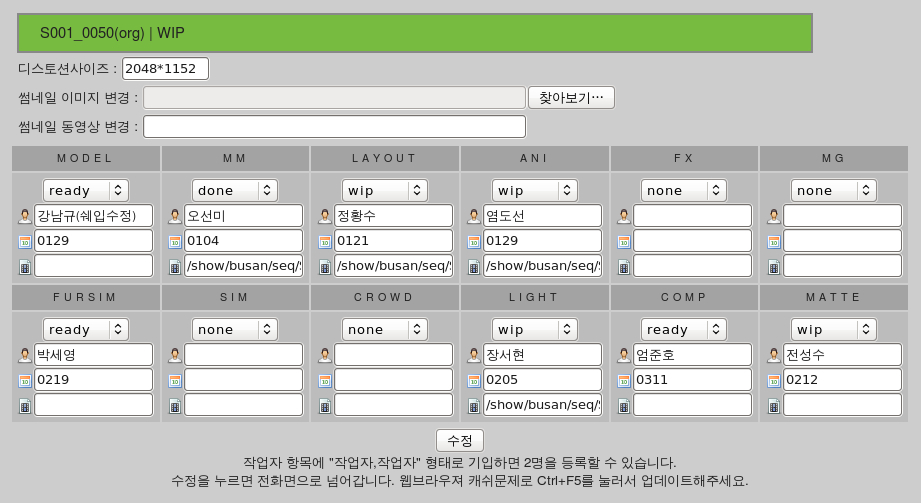 S001_0050(org) | WIP
디스토션사이즈 : 2048*1152
썸네일 이미지 변경 : 찾아보기…
썸네일 동영상 변경 :
MODEL MM LAYOUT ANI FX MG
ready done wip wip none none
강남규(쉐입수정) 오선미 정황수 염도선
0129 0104 0121 0129
/show/busan/seq/ /show/busan/seq/ /show/busan/seq/
FURSIM SIM CROWD LIGHT COMP MATTE
ready none none wip ready wip
박세영 장서현 엄준호 전성수
0219 0205 0311 0212
/show/busan/seq/
수정
작업자 항목에 "작업자,작업자" 형태로 기입하면 2명을 등록할 수 있습니다.
수정을 누르면 전화면으로 넘어갑니다. 웹브라우져 캐쉬문제로 Ctrl+F5를 눌러서 업데이트해주세요.